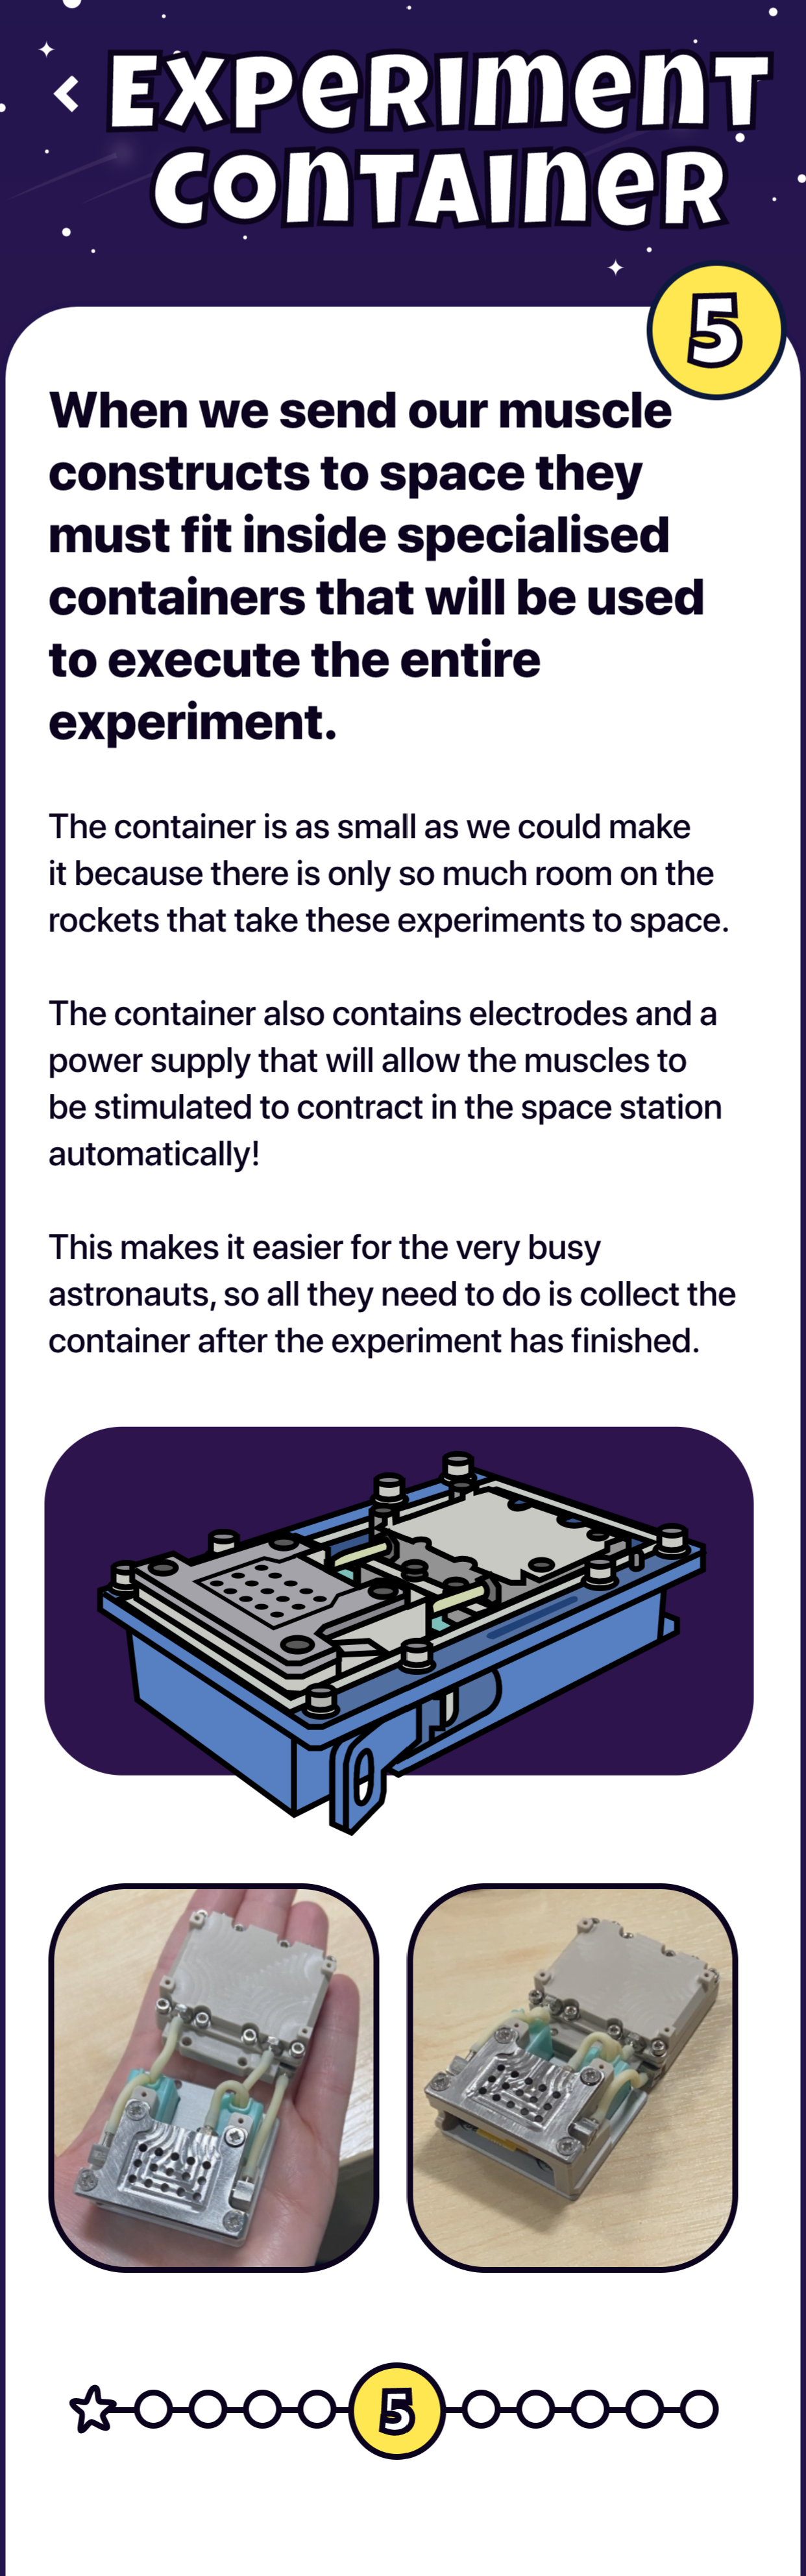 EXPERIMENT
CONTAINER
5
When we send our muscle
constructs to space they
must fit inside specialised
containers that will be used
to execute the entire
experiment.
The container is as small as we could make
it because there is only so much room on the
rockets that take these experiments to space.
The container also contains electrodes and a
power supply that will allow the muscles to
be stimulated to contract in the space station
automatically!
This makes it easier for the very busy
astronauts, so all they need to do is collect the
container after the experiment has finished.
5